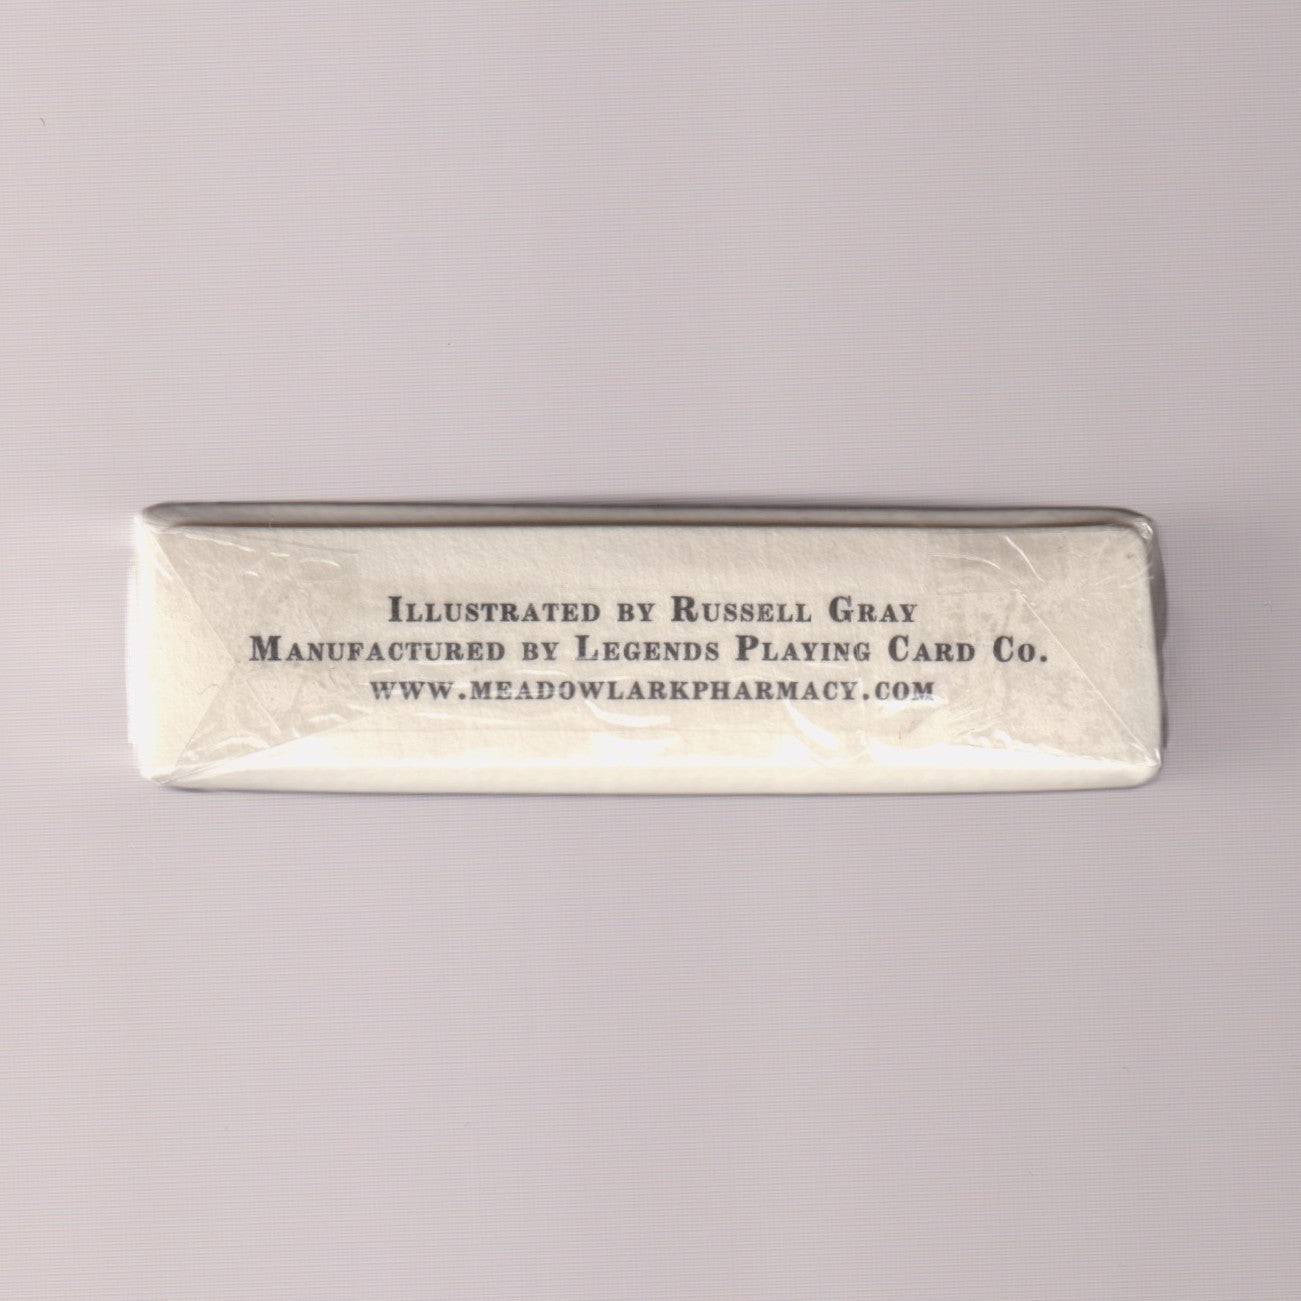 Illustrated by Russell Gray
Manufactured by Legends Playing Card Co.
www.meadowlarkpharmacy.com